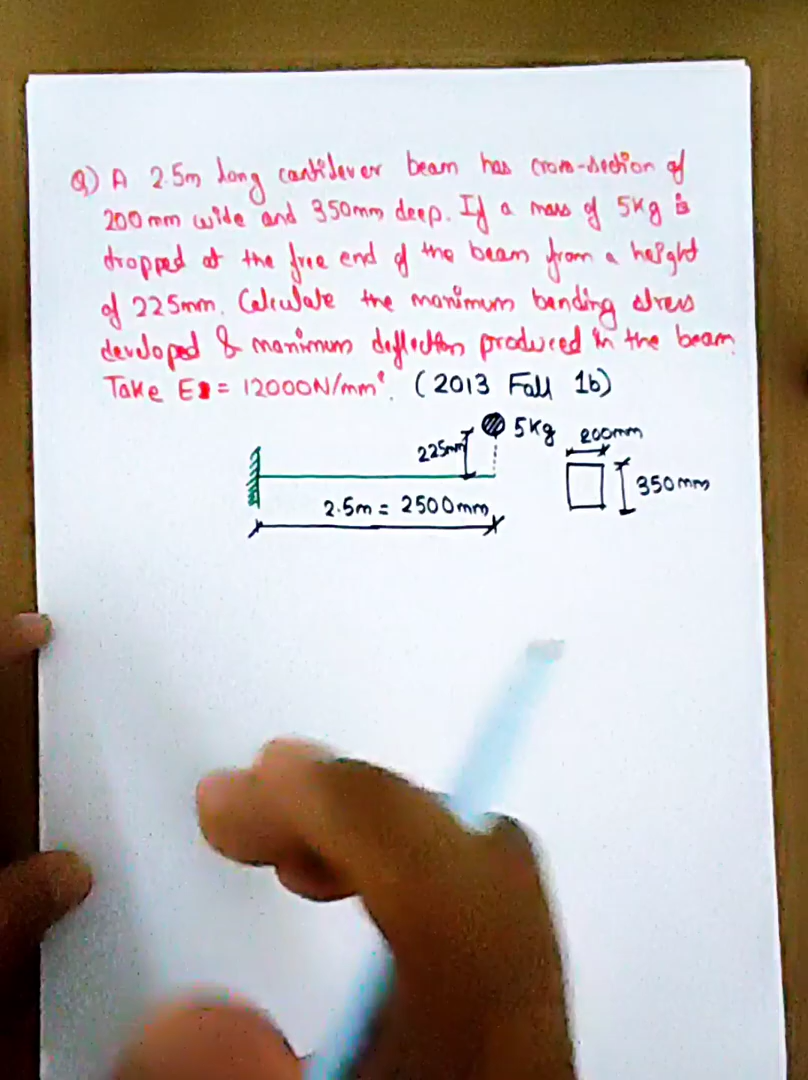 Q) A 2.5m long cantilever beam has cross-section of
200mm wide and 350mm deep. If a mass of 5Kg is
dropped at the free end of the beam from a height
of 225mm. Calculate the maximum bending stress
developed & maximum deflection produced in the beam.
Take E = 12000N/mm². (2013 Fall 1b)
225mm 5Kg 200mm
350mm
2.5m = 2500mm